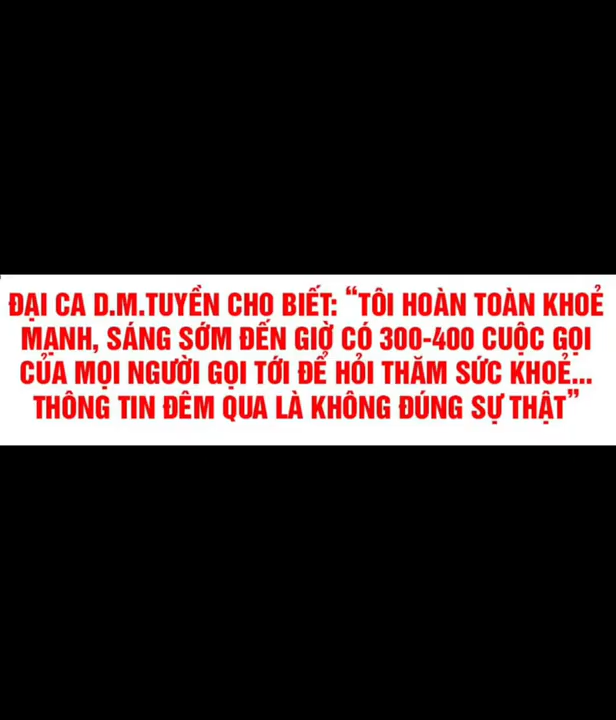 ĐẠI CA D.M.TUYỀN CHO BIẾT: “TÔI HOÀN TOÀN KHOẺ
MẠNH, SÁNG SỚM ĐẾN GIỜ CÓ 300-400 CUỘC GỌI
CỦA MỌI NGƯỜI GỌI TỚI ĐỂ HỎI THĂM SỨC KHOẺ...
THÔNG TIN ĐÊM QUA LÀ KHÔNG ĐÚNG SỰ THẬT”